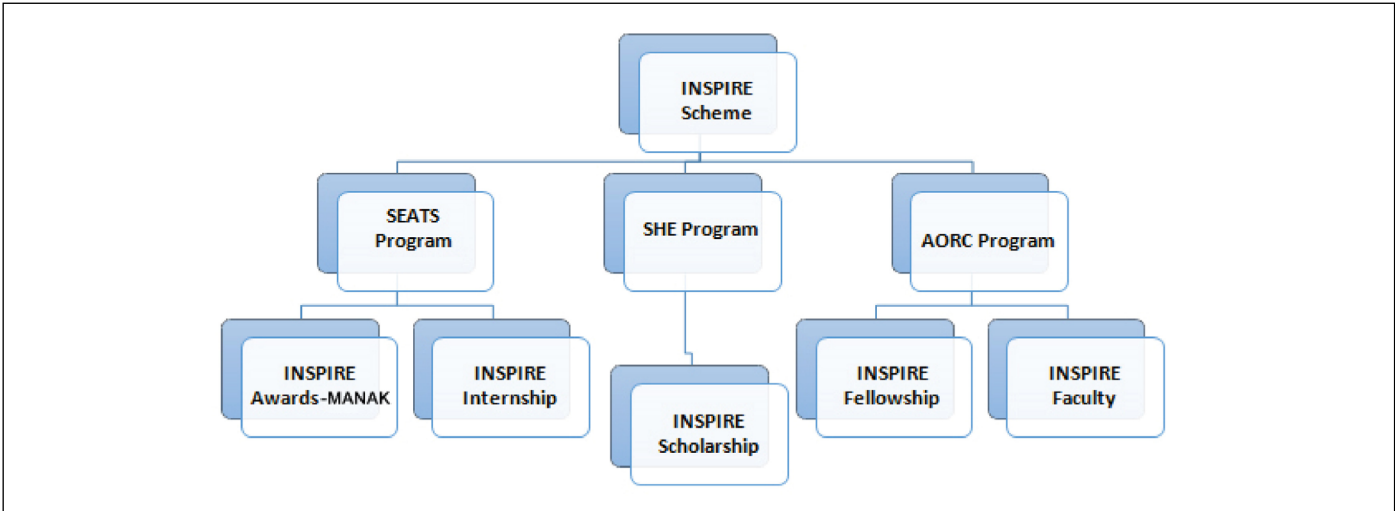 INSPIRE
Scheme
SEATS
Program
SHE Program
AORC Program
INSPIRE
Awards-MANAK
INSPIRE
Internship
INSPIRE
Scholarship
INSPIRE
Fellowship
INSPIRE
Faculty